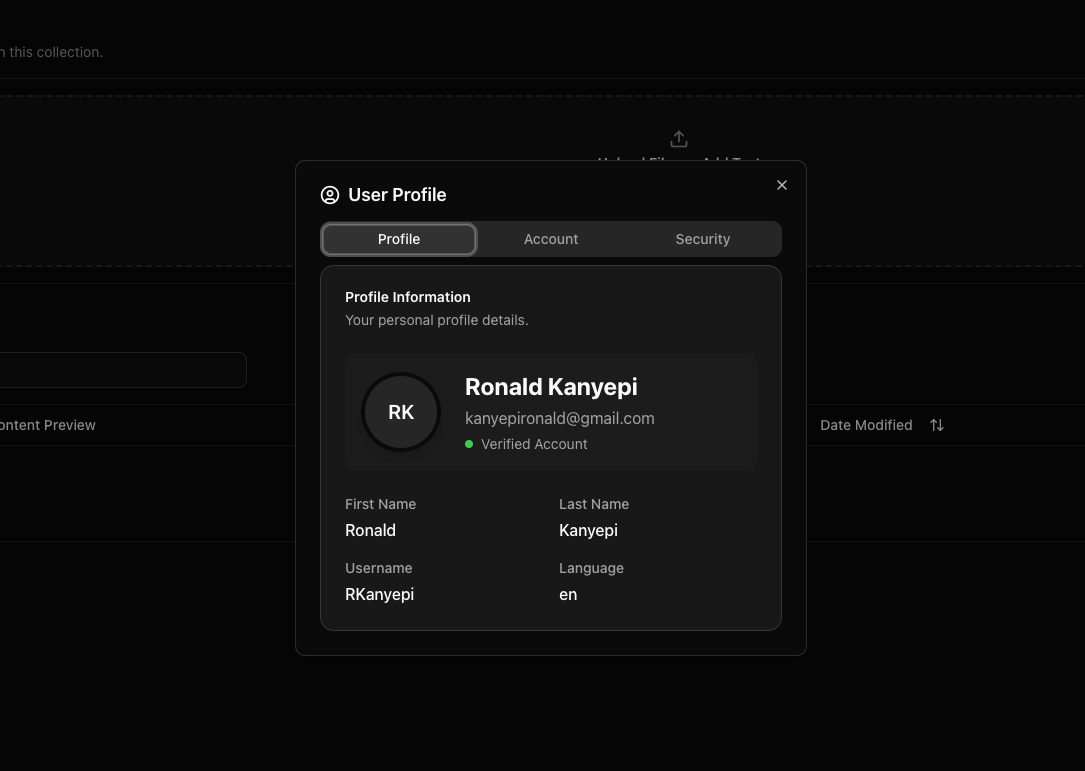 this collection.
User Profile
Profile Account Security
Profile Information
Your personal profile details.
RK
Ronald Kanyepi
kanyepironald@gmail.com
Verified Account
First Name Last Name
Ronald Kanyepi
Username Language
RKanyepi en
Content Preview Date Modified